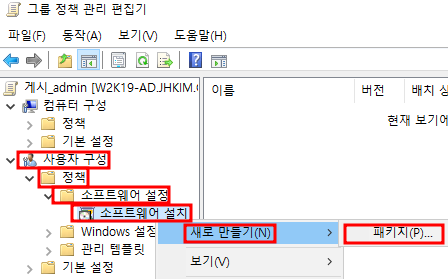 그룹 정책 관리 편집기
파일(F) 동작(A) 보기(V) 도움말(H)
게시_admin [W2K19-AD.JHKIM.C
이름 버전 배치 상
컴퓨터 구성
현재 보기에
정책
기본 설정
사용자 구성
정책
소프트웨어 설정
소프트웨어 설치
Windows 설정 새로 만들기(N) 패키지(P)...
관리 템플릿
보기(V)
기본 설정